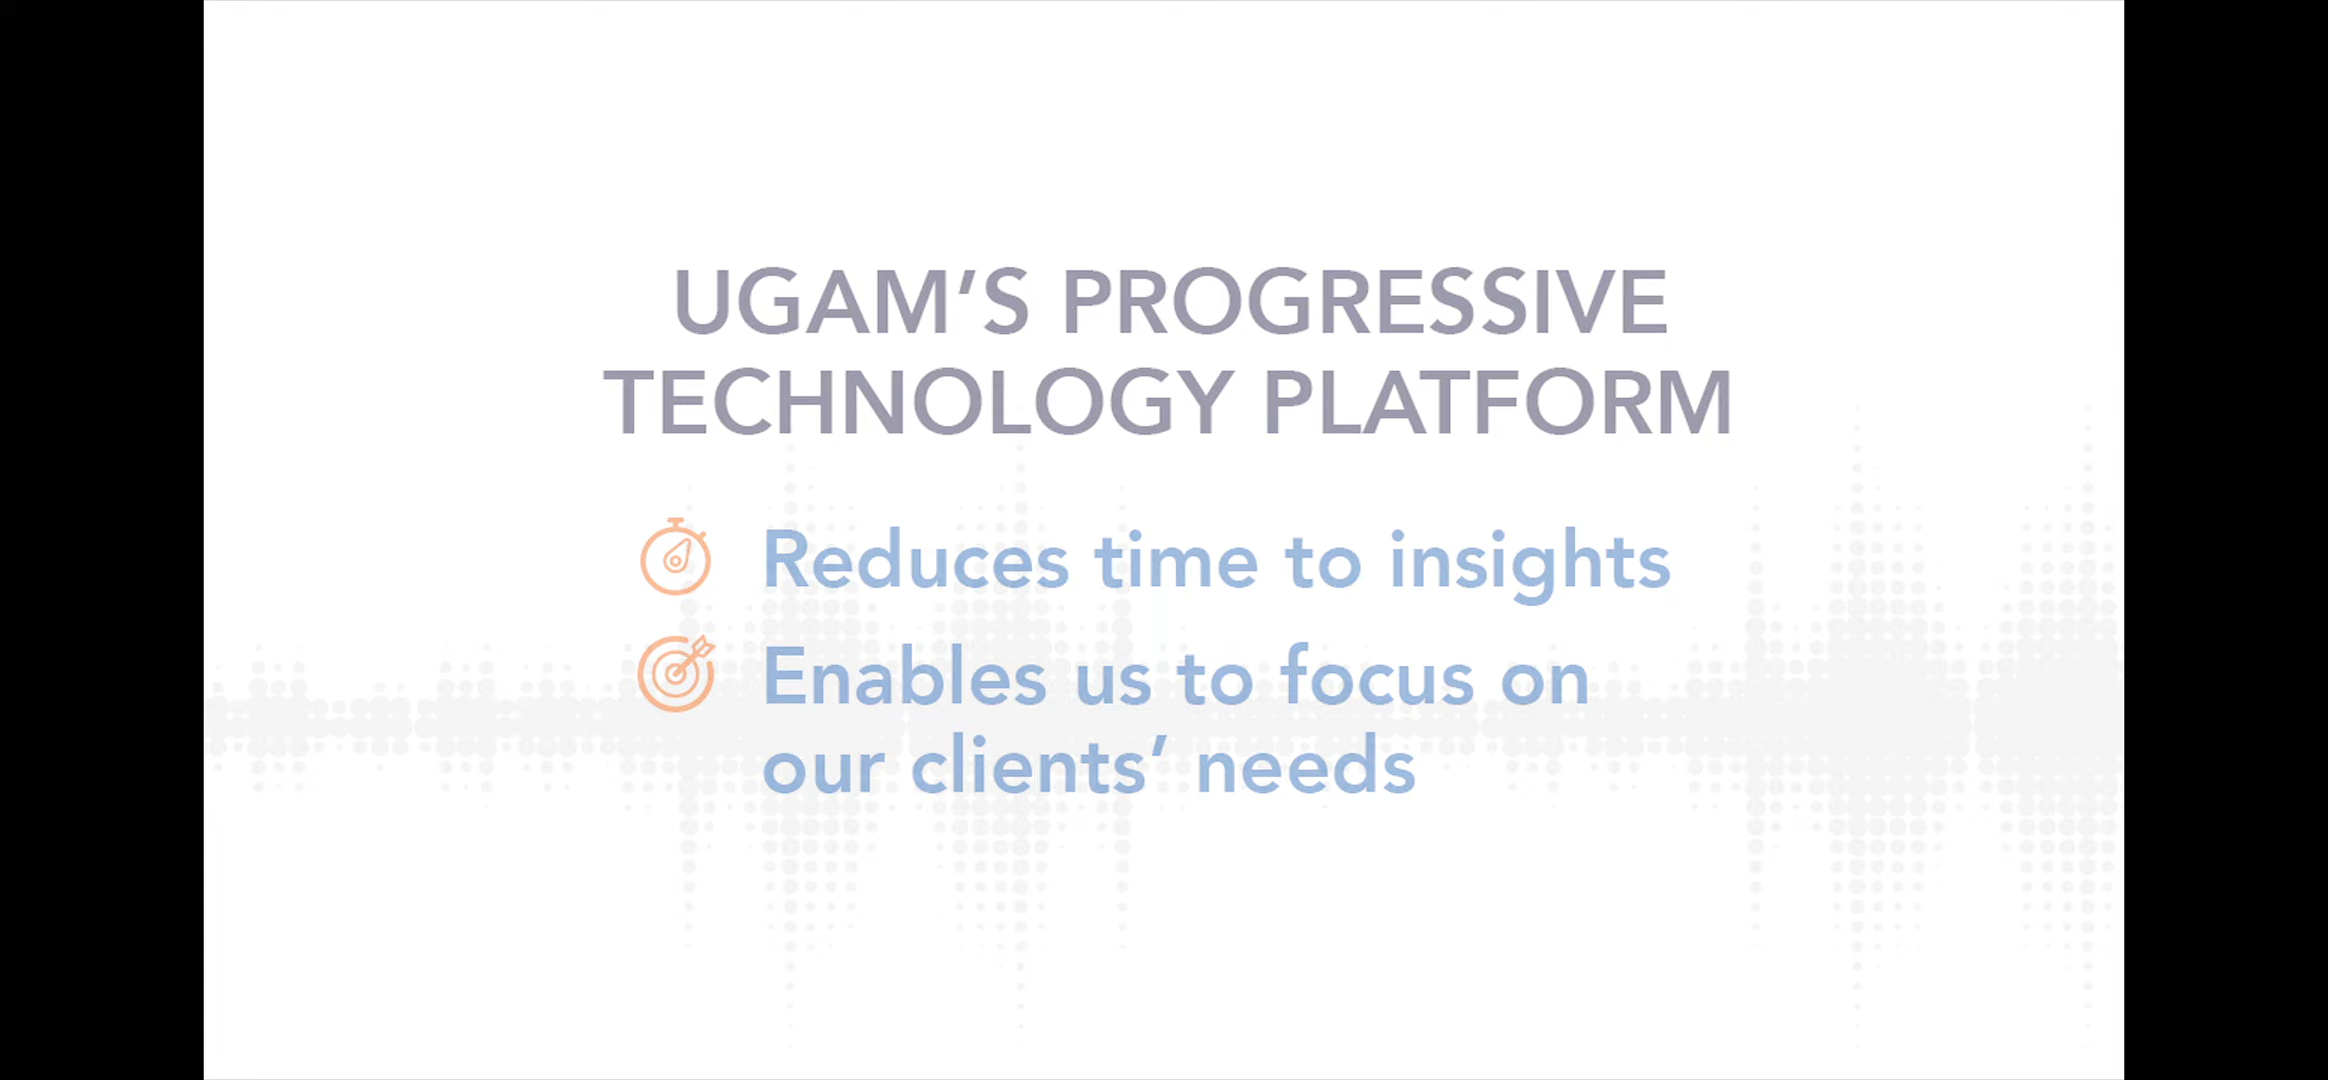 UGAM’S PROGRESSIVE
TECHNOLOGY PLATFORM
Reduces time to insights
Enables us to focus on
our clients’ needs